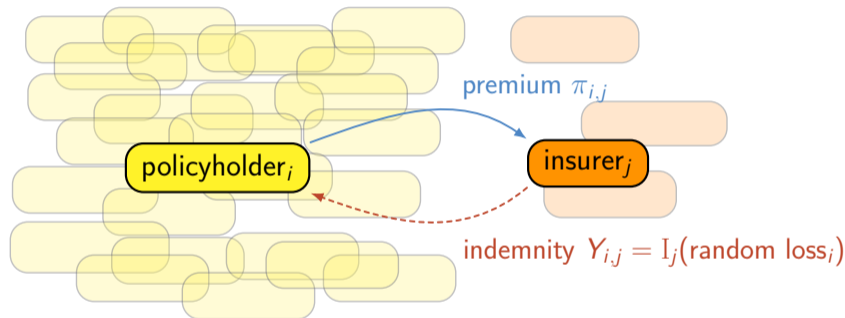 premium π_{i,j}
policyholder_i
insurer_j
indemnity Y_{i,j} = I_j(random loss_i)